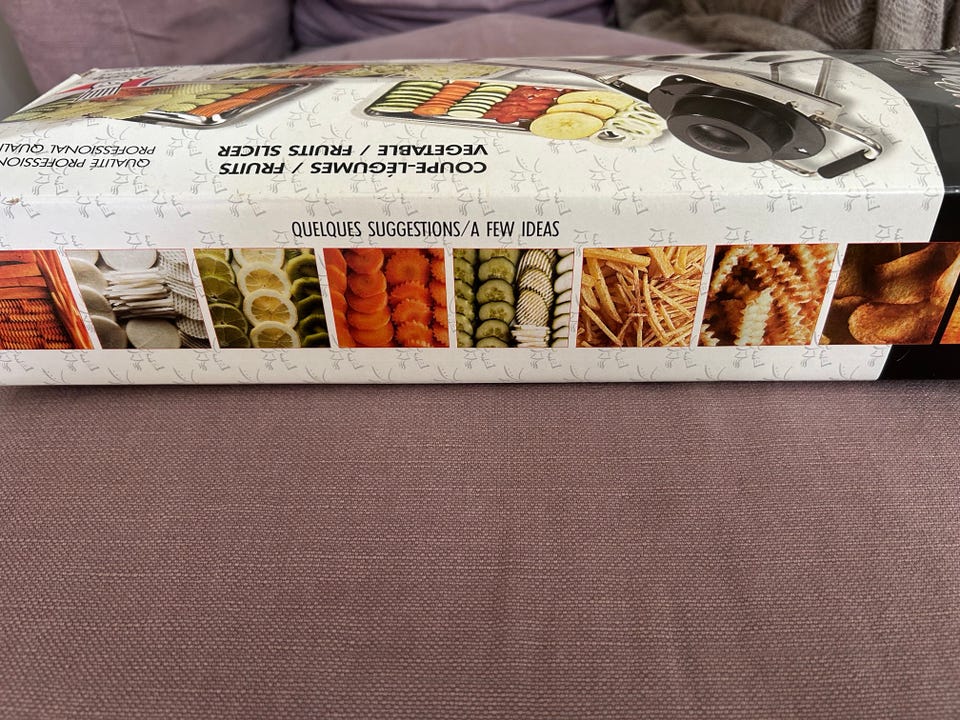 COUPE-LÉGUMES / FRUITS
VEGETABLE / FRUITS SLICER
QUALITÉ PROFESSION
PROFESSIONAL QUALI
QUELQUES SUGGESTIONS/A FEW IDEAS